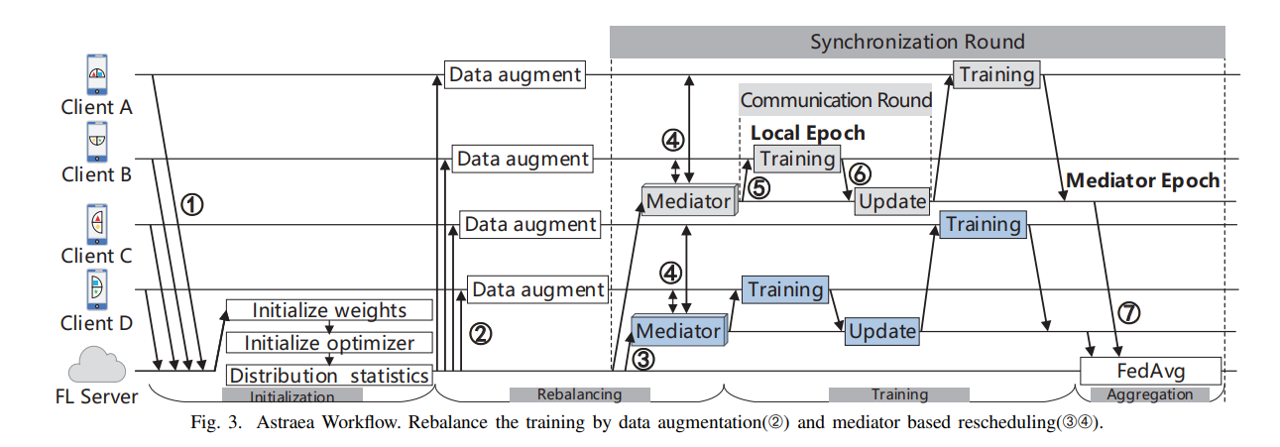 Synchronization Round
Client A
Data augment
Training
Communication Round
④
Local Epoch
Client B
Data augment
Training
⑥
Mediator Epoch
①
⑤
Mediator
Update
Client C
Data augment
Training
④
Client D
Data augment
Training
Initialize weights
②
Mediator
Update
⑦
Initialize optimizer
③
FL Server
Distribution statistics
FedAvg
Initialization
Rebalancing
Training
Aggregation
Fig. 3. Astraea Workflow. Rebalance the training by data augmentation(②) and mediator based rescheduling(③④).